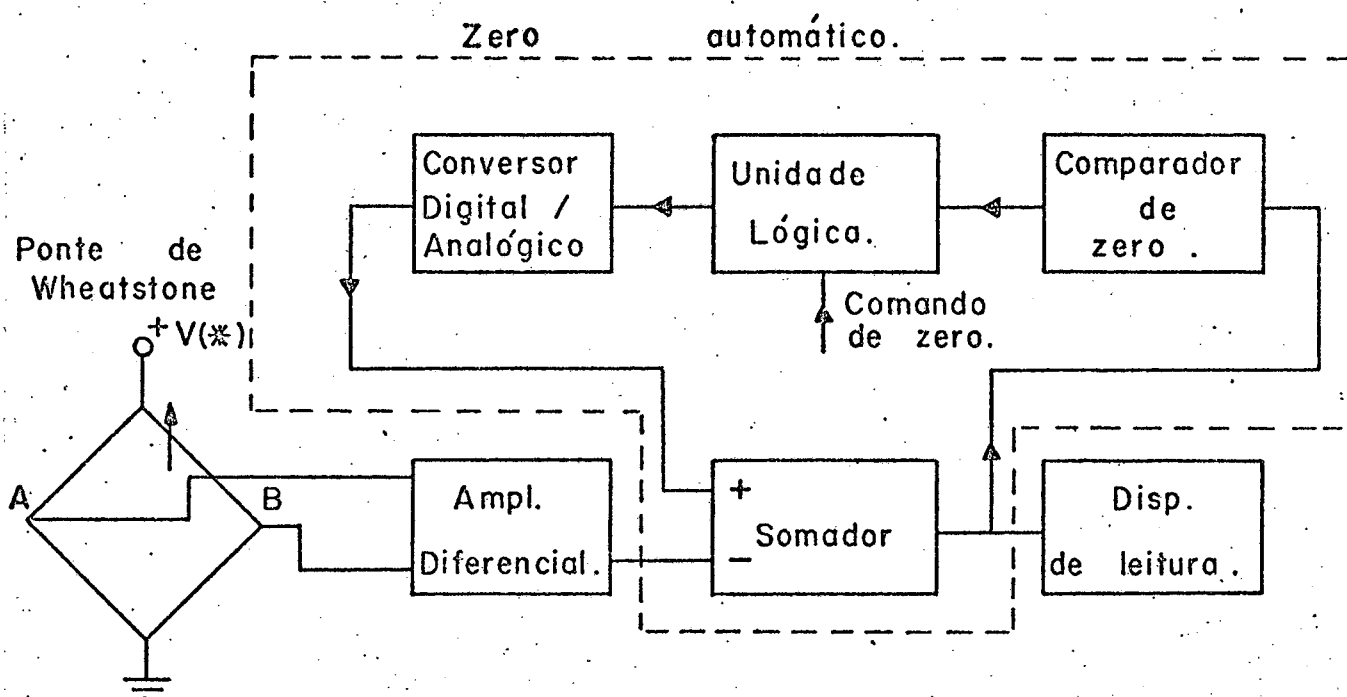 Zero automático.
Conversor
Digital /
Analógico
Unidade
Lógica.
Comparador
de
zero .
Ponte de
Wheatstone
+ V(*)
Comando
de zero.
A
B
Ampl.
Diferencial.
+
Somador
−
Disp.
de leitura .